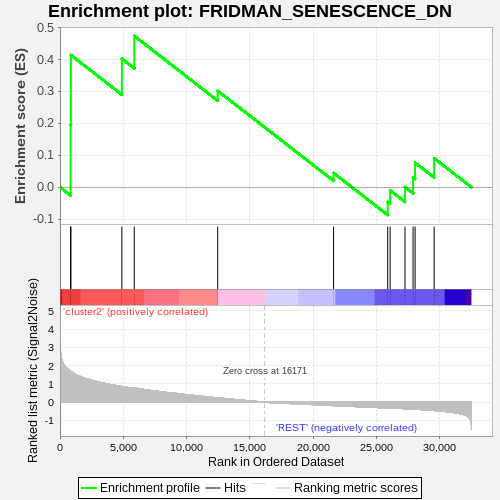 Enrichment plot: FRIDMAN_SENESCENCE_DN
Enrichment score (ES)
0.5
0.4
0.3
0.2
0.1
0.0
-0.1
'cluster2' (positively correlated)
Ranked list metric (Signal2Noise)
5
4
3
2
1
0
-1
Zero cross at 16171
'REST' (negatively correlated)
0 5,000 10,000 15,000 20,000 25,000 30,000
Rank in Ordered Dataset
Enrichment profile Hits Ranking metric scores